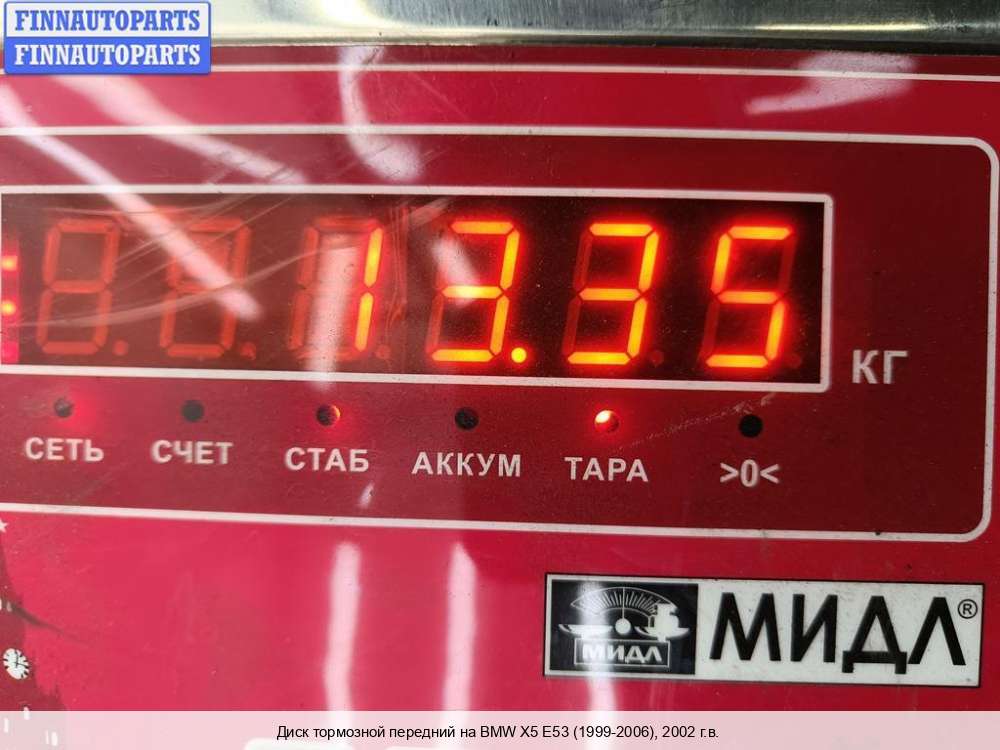 FINNAUTOPARTS
FINNAUTOPARTS
13.35
КГ
СЕТЬ СЧЕТ СТАБ АККУМ ТАРА >0<
МИДЛ МИДЛ®
Диск тормозной передний на BMW X5 E53 (1999-2006), 2002 г.в.